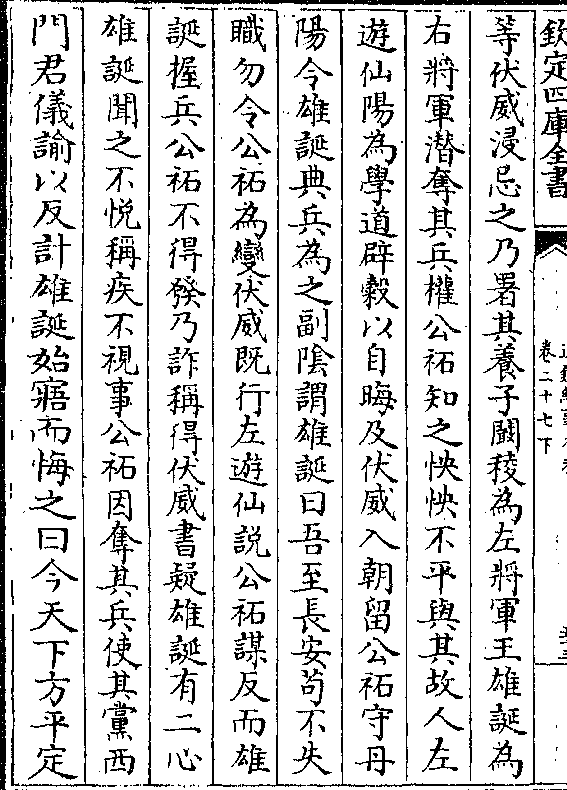 欽定四庫全書
卷二十七下
等伏威浸忌之乃署其養子闞稜為左將軍王雄誕為
右將軍潛奪其兵權公祏知之怏怏不平與其故人左
遊仙陽為學道辟糓以自晦及伏威入朝留公祏守丹
陽令雄誕典兵為之副陰謂雄誕曰吾至長安茍不失
職勿令公祏為變伏威既行左遊仙説公祏謀反而雄
誕握兵公祏不得發乃詐稱得伏威書疑雄誕有二心
雄誕聞之不悅稱疾不視事公祏因奪其兵使其黨西
門君儀諭以反計雄誕始寤而悔之曰今天下方平定